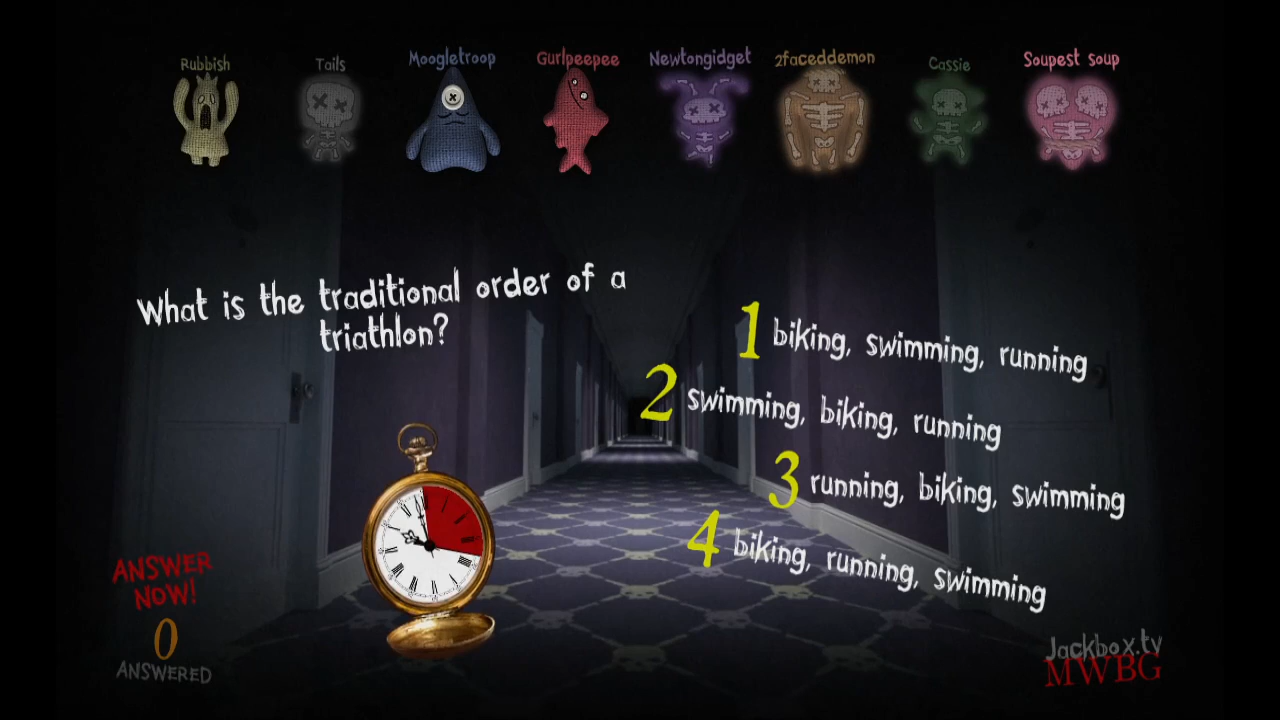 Rubbish
Tails
Moogletroop
Gurlpeepee
Newtongidget
2faceddemon
Cassie
Soupest soup
What is the traditional order of a
triathlon?
1 biking, swimming, running
2 swimming, biking, running
3 running, biking, swimming
4 biking, running, swimming
ANSWER
NOW!
0
ANSWERED
Jackbox.tv
MWBG